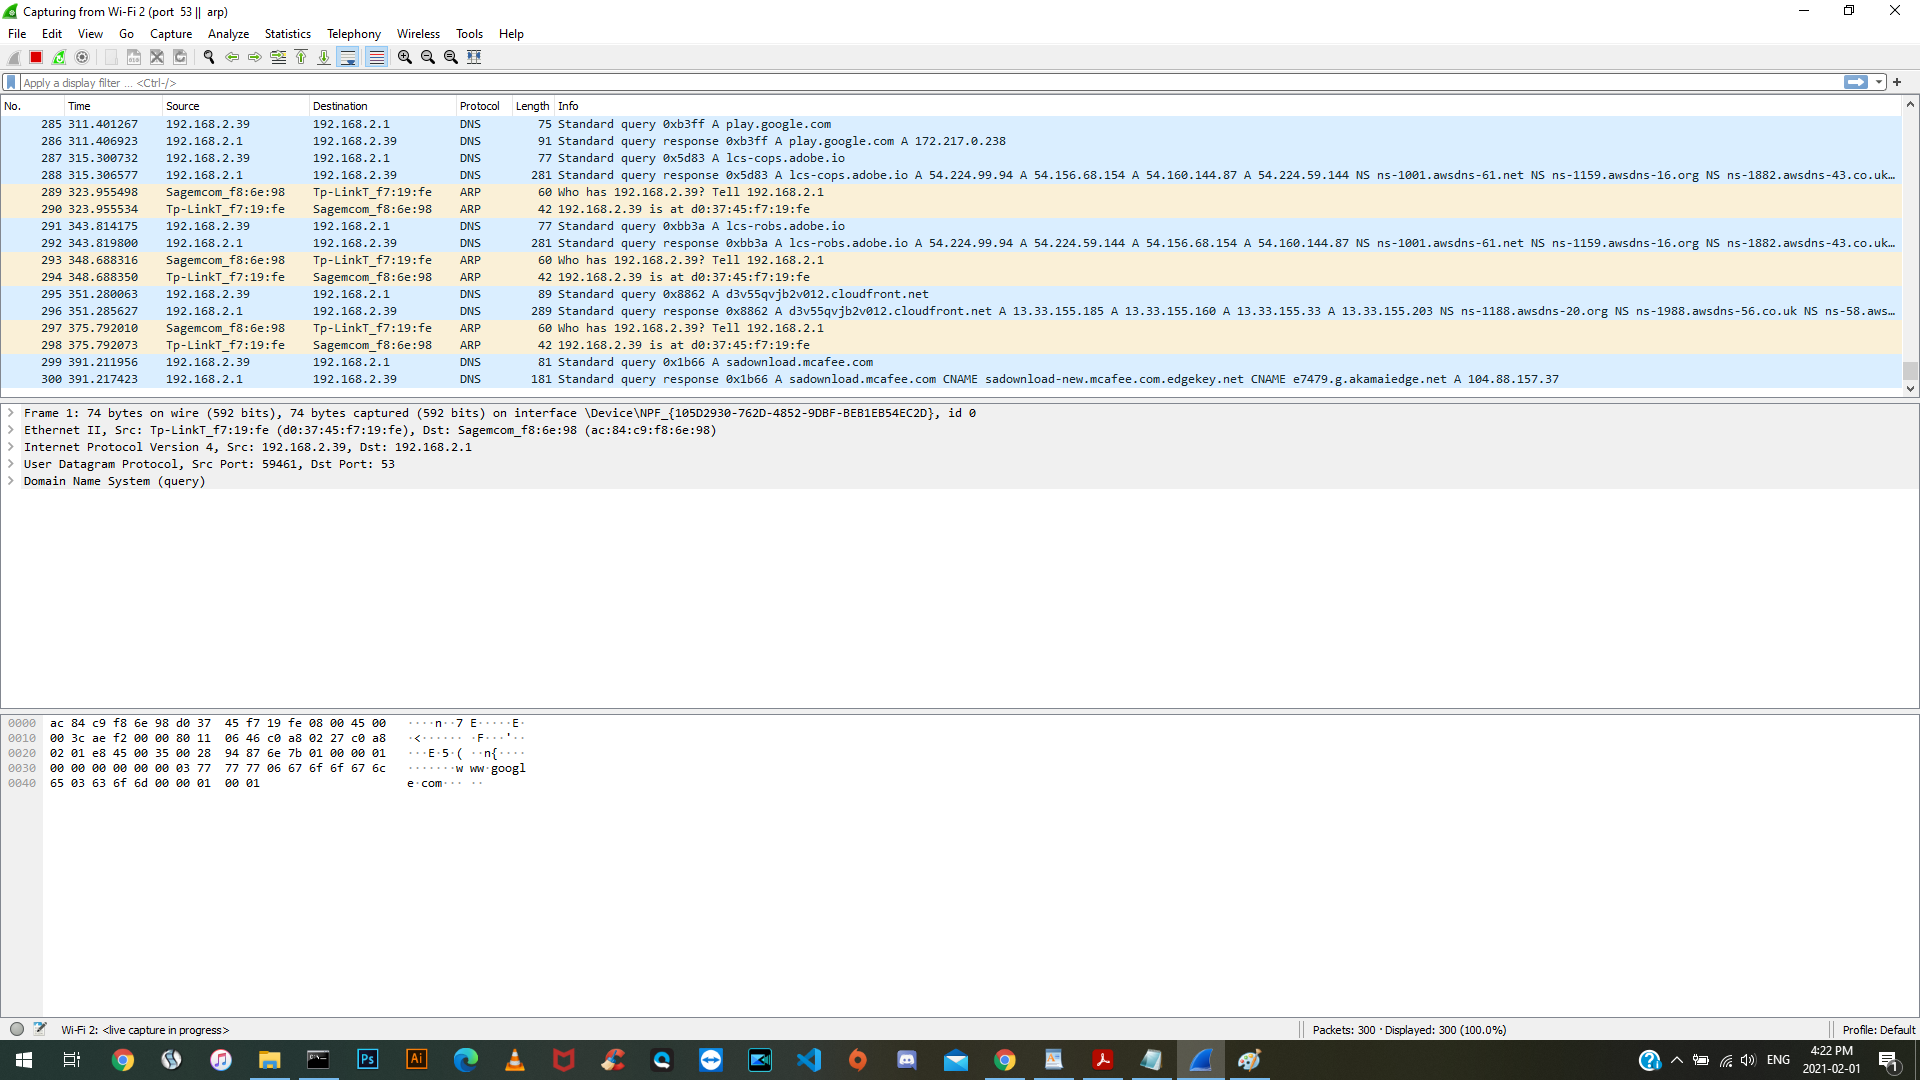 Capturing from Wi-Fi 2 (port  53 ||  arp)
File Edit View Go Capture Analyze Statistics Telephony Wireless Tools Help
Apply a display filter ... <Ctrl-/>
No. Time Source Destination Protocol Length Info
285 311.401267 192.168.2.39 192.168.2.1 DNS 75 Standard query 0xb3ff A play.google.com
286 311.406923 192.168.2.1 192.168.2.39 DNS 91 Standard query response 0xb3ff A play.google.com A 172.217.0.238
287 315.300732 192.168.2.39 192.168.2.1 DNS 77 Standard query 0x5d83 A lcs-cops.adobe.io
288 315.306577 192.168.2.1 192.168.2.39 DNS 281 Standard query response 0x5d83 A lcs-cops.adobe.io A 54.224.99.94 A 54.156.68.154 A 54.160.144.87 A 54.224.59.144 NS ns-1001.awsdns-61.net NS ns-1159.awsdns-16.org NS ns-1882.awsdns-43.co.uk…
289 323.955498 Sagemcom_f8:6e:98 Tp-LinkT_f7:19:fe ARP 60 Who has 192.168.2.39? Tell 192.168.2.1
290 323.955534 Tp-LinkT_f7:19:fe Sagemcom_f8:6e:98 ARP 42 192.168.2.39 is at d0:37:45:f7:19:fe
291 343.814175 192.168.2.39 192.168.2.1 DNS 77 Standard query 0xbb3a A lcs-robs.adobe.io
292 343.819800 192.168.2.1 192.168.2.39 DNS 281 Standard query response 0xbb3a A lcs-robs.adobe.io A 54.224.99.94 A 54.224.59.144 A 54.156.68.154 A 54.160.144.87 NS ns-1001.awsdns-61.net NS ns-1159.awsdns-16.org NS ns-1882.awsdns-43.co.uk…
293 348.688316 Sagemcom_f8:6e:98 Tp-LinkT_f7:19:fe ARP 60 Who has 192.168.2.39? Tell 192.168.2.1
294 348.688350 Tp-LinkT_f7:19:fe Sagemcom_f8:6e:98 ARP 42 192.168.2.39 is at d0:37:45:f7:19:fe
295 351.280063 192.168.2.39 192.168.2.1 DNS 89 Standard query 0x8862 A d3v55qvjb2v012.cloudfront.net
296 351.285627 192.168.2.1 192.168.2.39 DNS 289 Standard query response 0x8862 A d3v55qvjb2v012.cloudfront.net A 13.33.155.185 A 13.33.155.160 A 13.33.155.33 A 13.33.155.203 NS ns-1188.awsdns-20.org NS ns-1988.awsdns-56.co.uk NS ns-58.aws…
297 375.792010 Sagemcom_f8:6e:98 Tp-LinkT_f7:19:fe ARP 60 Who has 192.168.2.39? Tell 192.168.2.1
298 375.792073 Tp-LinkT_f7:19:fe Sagemcom_f8:6e:98 ARP 42 192.168.2.39 is at d0:37:45:f7:19:fe
299 391.211956 192.168.2.39 192.168.2.1 DNS 81 Standard query 0x1b66 A sadownload.mcafee.com
300 391.217423 192.168.2.1 192.168.2.39 DNS 181 Standard query response 0x1b66 A sadownload.mcafee.com CNAME sadownload-new.mcafee.com.edgekey.net CNAME e7479.g.akamaiedge.net A 104.88.157.37
Frame 1: 74 bytes on wire (592 bits), 74 bytes captured (592 bits) on interface \Device\NPF_{105D2930-762D-4852-9DBF-BEB1EB54EC2D}, id 0
Ethernet II, Src: Tp-LinkT_f7:19:fe (d0:37:45:f7:19:fe), Dst: Sagemcom_f8:6e:98 (ac:84:c9:f8:6e:98)
Internet Protocol Version 4, Src: 192.168.2.39, Dst: 192.168.2.1
User Datagram Protocol, Src Port: 59461, Dst Port: 53
Domain Name System (query)
0000 ac 84 c9 f8 6e 98 d0 37 45 f7 19 fe 08 00 45 00 ····n··7 E·····E·
0010 00 3c ae f2 00 00 80 11 06 46 c0 a8 02 27 c0 a8 ·<······ ·F···'··
0020 02 01 e8 45 00 35 00 28 94 87 6e 7b 01 00 00 01 ···E·5·( ··n{····
0030 00 00 00 00 00 00 03 77 77 77 06 67 6f 6f 67 6c ·······w ww·googl
0040 65 03 63 6f 6d 00 00 01 00 01 e·com··· ··
Wi-Fi 2: <live capture in progress> Packets: 300 · Displayed: 300 (100.0%) Profile: Default
Ps Ai ENG 4:22 PM
2021-02-01 1